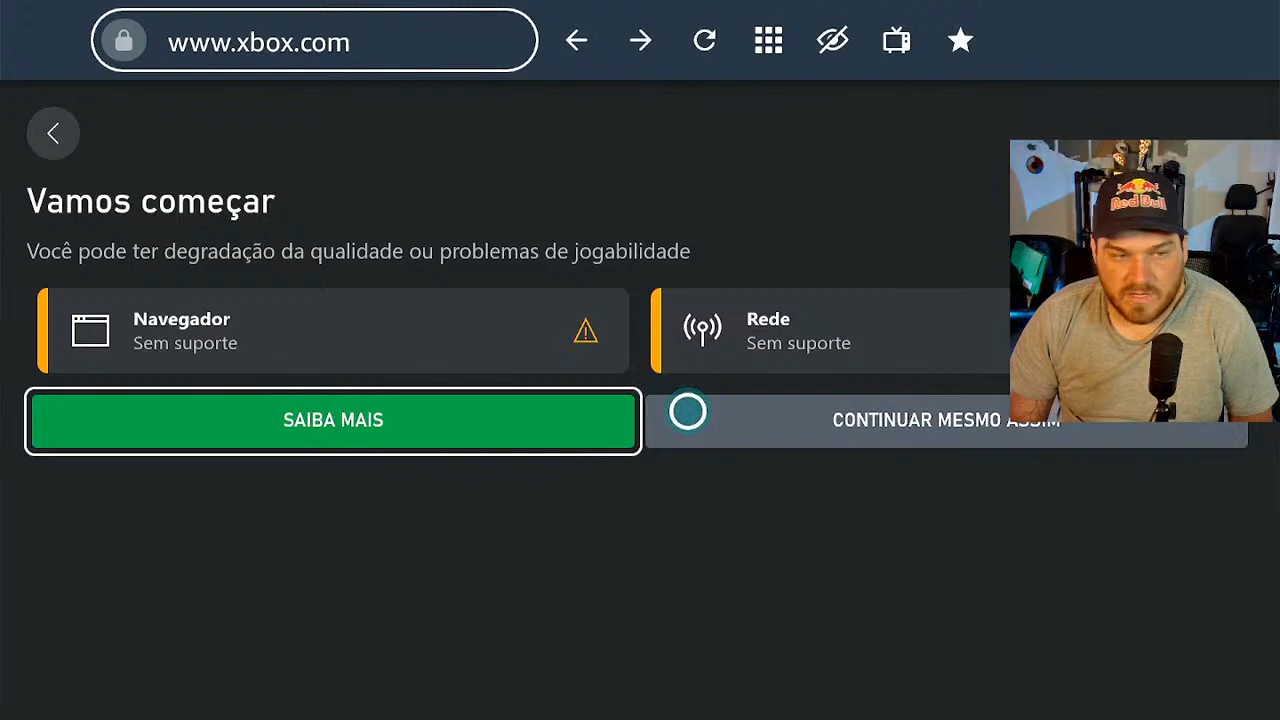 www.xbox.com
Vamos começar
Você pode ter degradação da qualidade ou problemas de jogabilidade
Navegador
Sem suporte
Rede
Sem suporte
SAIBA MAIS
CONTINUAR MESMO ASSIM
Red Bull